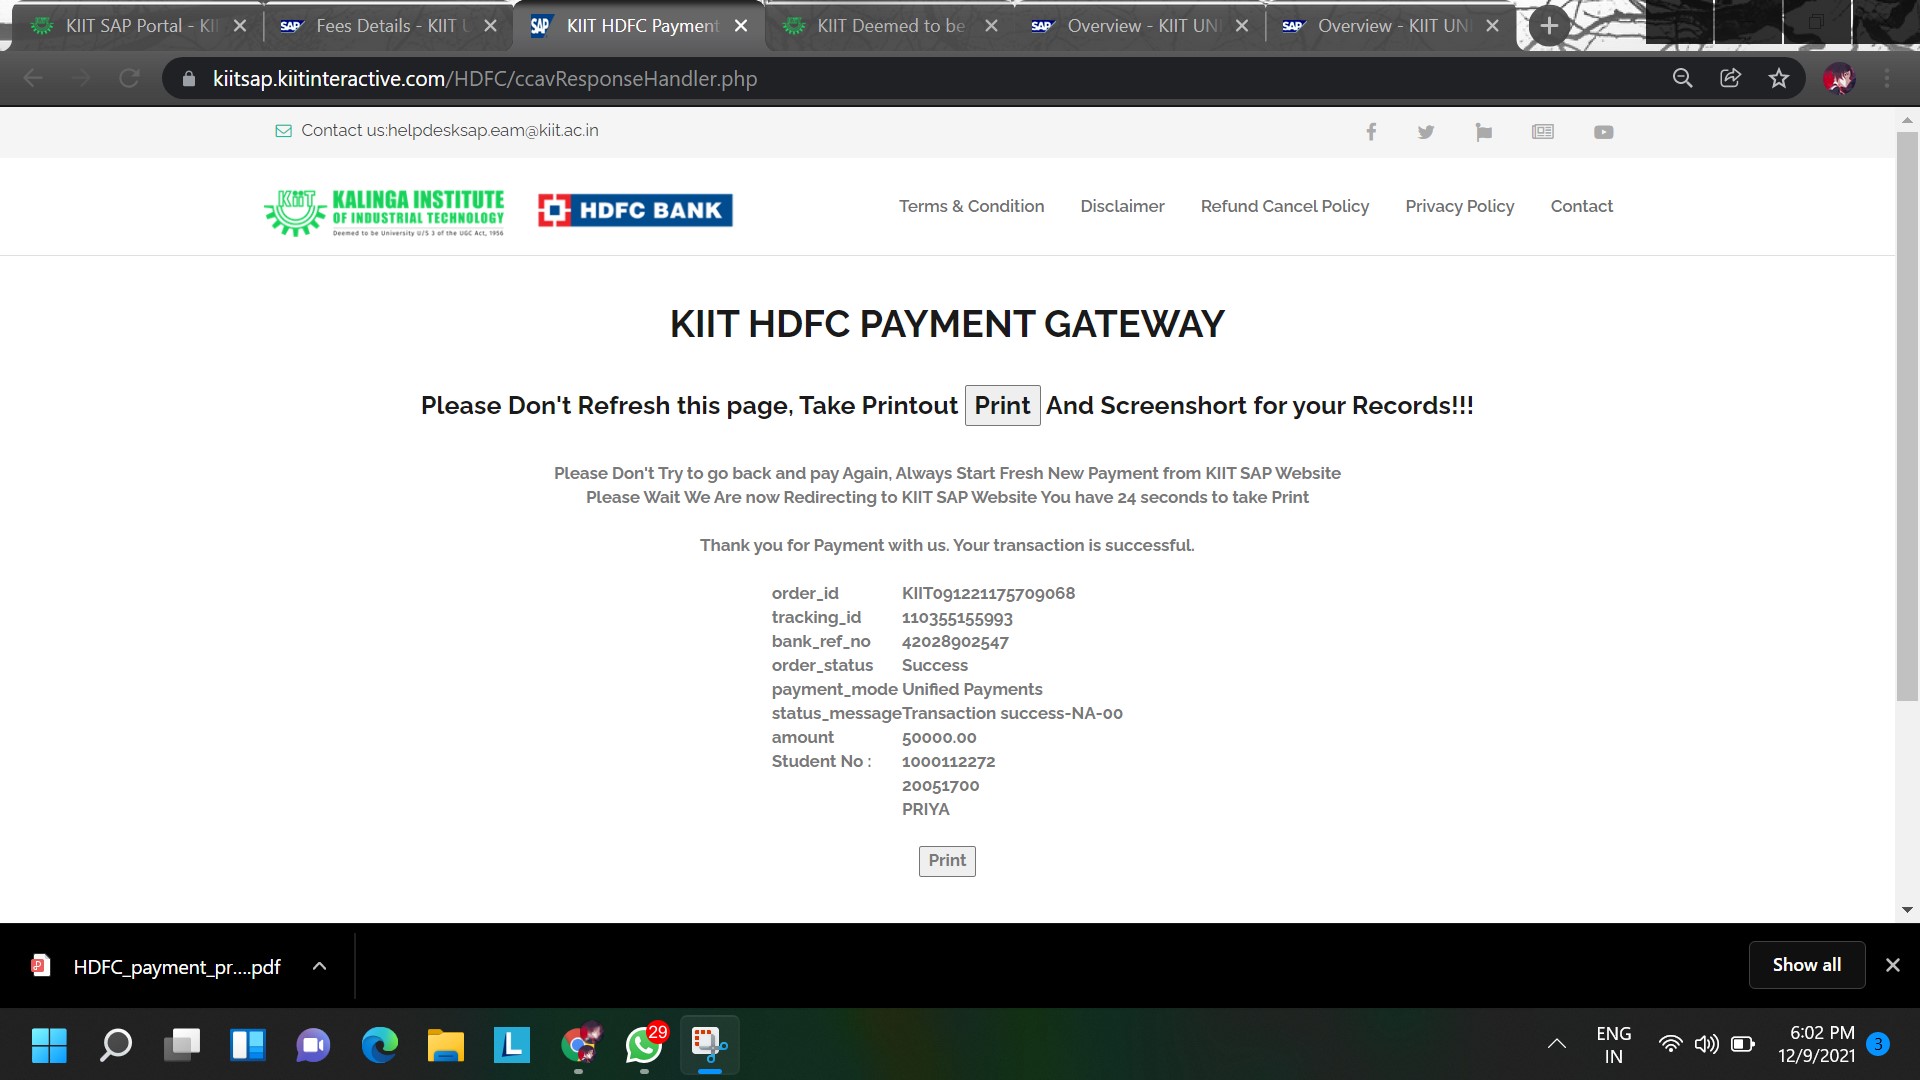 KIIT SAP Portal - KI
SAP Fees Details - KIIT U
SAP KIIT HDFC Payment
KIIT Deemed to be
SAP Overview - KIIT UN
SAP Overview - KIIT UN
kiitsap.kiitinteractive.com/HDFC/ccavResponseHandler.php
Contact us:helpdesksap.eam@kiit.ac.in
KiiT KALINGA INSTITUTE
OF INDUSTRIAL TECHNOLOGY
Deemed to be University U/S 3 of the UGC Act, 1956
HDFC BANK
Terms & Condition Disclaimer Refund Cancel Policy Privacy Policy Contact
KIIT HDFC PAYMENT GATEWAY
Please Don't Refresh this page, Take Printout Print And Screenshort for your Records!!!
Please Don't Try to go back and pay Again, Always Start Fresh New Payment from KIIT SAP Website
Please Wait We Are now Redirecting to KIIT SAP Website You have 24 seconds to take Print
Thank you for Payment with us. Your transaction is successful.
order_id KIIT091221175709068
tracking_id 110355155993
bank_ref_no 42028902547
order_status Success
payment_mode Unified Payments
status_message Transaction success-NA-00
amount 50000.00
Student No : 1000112272
20051700
PRIYA
Print
HDFC_payment_pr....pdf
Show all
L
29
ENG
IN
6:02 PM
12/9/2021
3